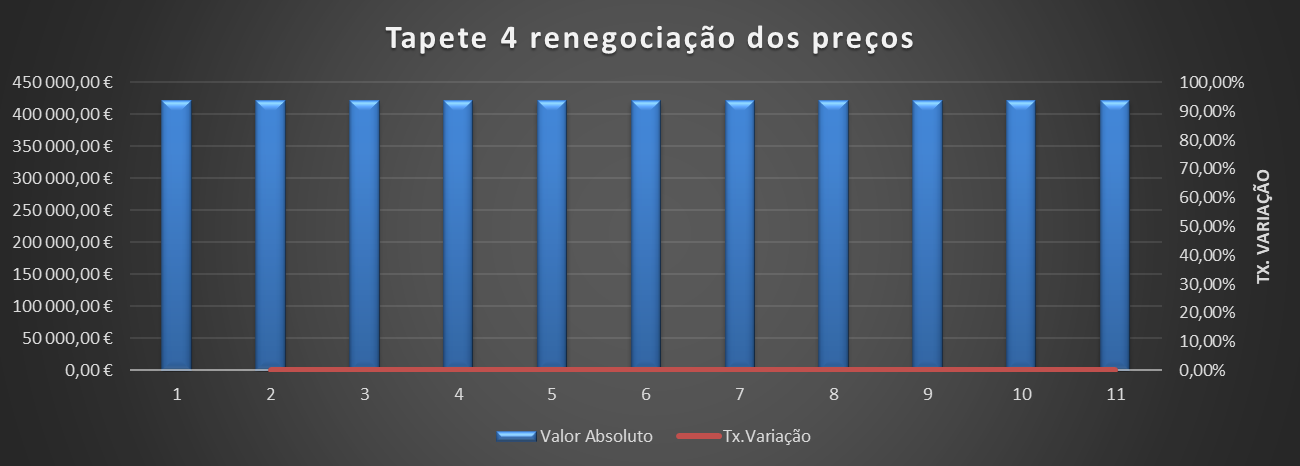 Tapete 4 renegociação dos preços
450 000,00 €
400 000,00 €
350 000,00 €
300 000,00 €
250 000,00 €
200 000,00 €
150 000,00 €
100 000,00 €
50 000,00 €
0,00 €
100,00%
90,00%
80,00%
70,00%
60,00%
50,00%
40,00%
30,00%
20,00%
10,00%
0,00%
TX. VARIAÇÃO
1 2 3 4 5 6 7 8 9 10 11
Valor Absoluto Tx.Variação